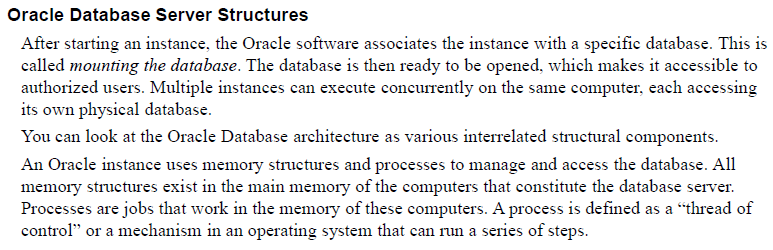 Oracle Database Server Structures
After starting an instance, the Oracle software associates the instance with a specific database. This is
called mounting the database. The database is then ready to be opened, which makes it accessible to
authorized users. Multiple instances can execute concurrently on the same computer, each accessing
its own physical database.
You can look at the Oracle Database architecture as various interrelated structural components.
An Oracle instance uses memory structures and processes to manage and access the database. All
memory structures exist in the main memory of the computers that constitute the database server.
Processes are jobs that work in the memory of these computers. A process is defined as a “thread of
control” or a mechanism in an operating system that can run a series of steps.